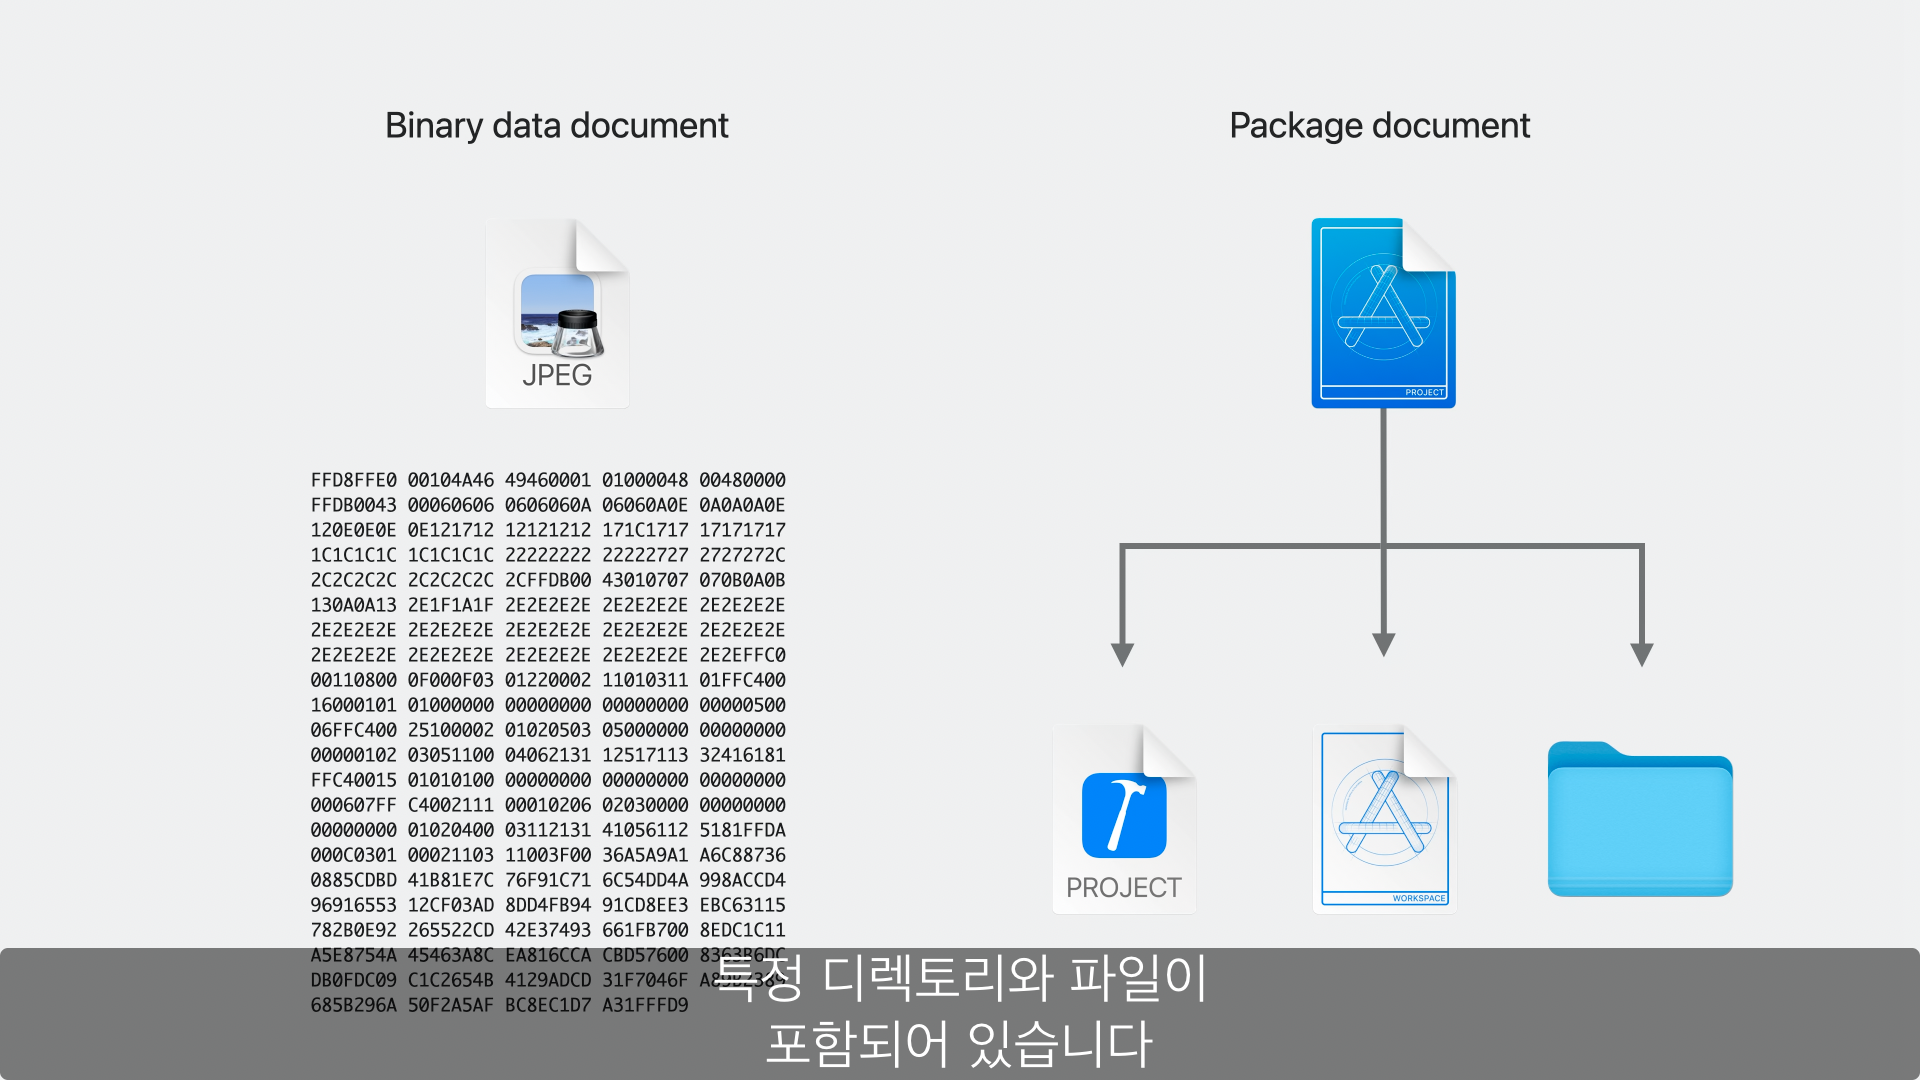 Binary data document
Package document
JPEG
PROJECT
FFD8FFE0 00104A46 49460001 01000048 00480000
FFDB0043 00060606 0606060A 06060A0E 0A0A0A0E
120E0E0E 0E121712 12121212 171C1717 17171717
1C1C1C1C 1C1C1C1C 22222222 22222727 2727272C
2C2C2C2C 2C2C2C2C 2CFFDB00 43010707 070B0A0B
130A0A13 2E1F1A1F 2E2E2E2E 2E2E2E2E 2E2E2E2E
2E2E2E2E 2E2E2E2E 2E2E2E2E 2E2E2E2E 2E2E2E2E
2E2E2E2E 2E2E2E2E 2E2E2E2E 2E2E2E2E 2E2EFFC0
00110800 0F000F03 01220002 11010311 01FFC400
16000101 01000000 00000000 00000000 00000500
06FFC400 25100002 01020503 05000000 00000000
00000102 03051100 04062131 12517113 32416181
FFC40015 01010100 00000000 00000000 00000000
000607FF C4002111 00010206 02030000 00000000
00000000 01020400 03112131 41056112 5181FFDA
000C0301 00021103 11003F00 36A5A9A1 A6C88736
0885CDBD 41B81E7C 76F91C71 6C54DD4A 998ACCD4
96916553 12CF03AD 8DD4FB94 91CD8EE3 EBC63115
782B0E92 265522CD 42E37493 661FB700 8EDC1C11
A5E8754A 45463A8C EA816CCA CBD57600 8363B6DC
DB0FDC09 C1C2654B 4129ADCD 31F7046F
685B296A 50F2A5AF BC8EC1D7 A31FFFD9
PROJECT
WORKSPACE
특정 디렉토리와 파일이
포함되어 있습니다